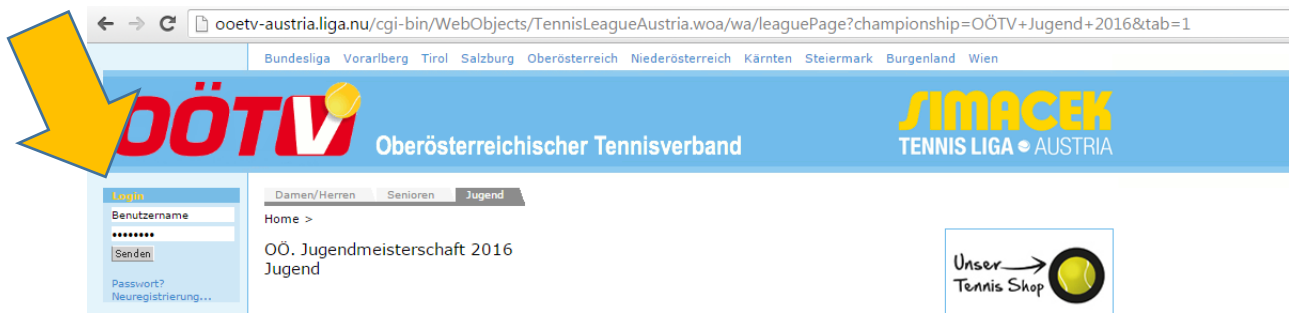 ooetv-austria.liga.nu/cgi-bin/WebObjects/TennisLeagueAustria.woa/wa/leaguePage?championship=OÖTV+Jugend+2016&tab=1
Bundesliga Vorarlberg Tirol Salzburg Oberösterreich Niederösterreich Kärnten Steiermark Burgenland Wien
OÖTV
Oberösterreichischer Tennisverband
SIMACEK
TENNIS LIGA AUSTRIA
Login
Benutzername
••••••••
Senden
Passwort?
Neuregistrierung...
Damen/Herren Senioren Jugend
Home >
OÖ. Jugendmeisterschaft 2016
Jugend
Unser
Tennis Shop